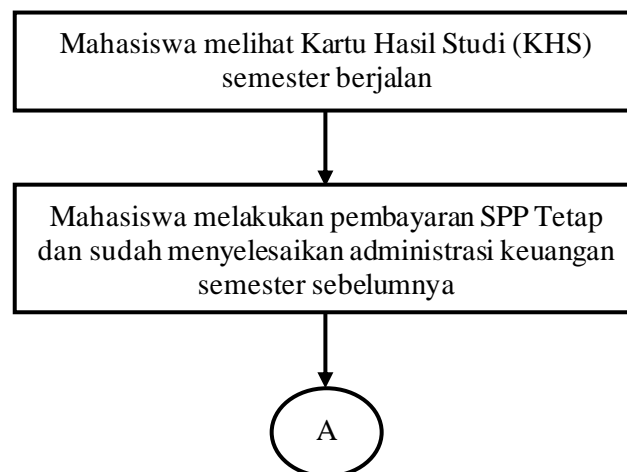 Mahasiswa melihat Kartu Hasil Studi (KHS)
semester berjalan
Mahasiswa melakukan pembayaran SPP Tetap
dan sudah menyelesaikan administrasi keuangan
semester sebelumnya
A